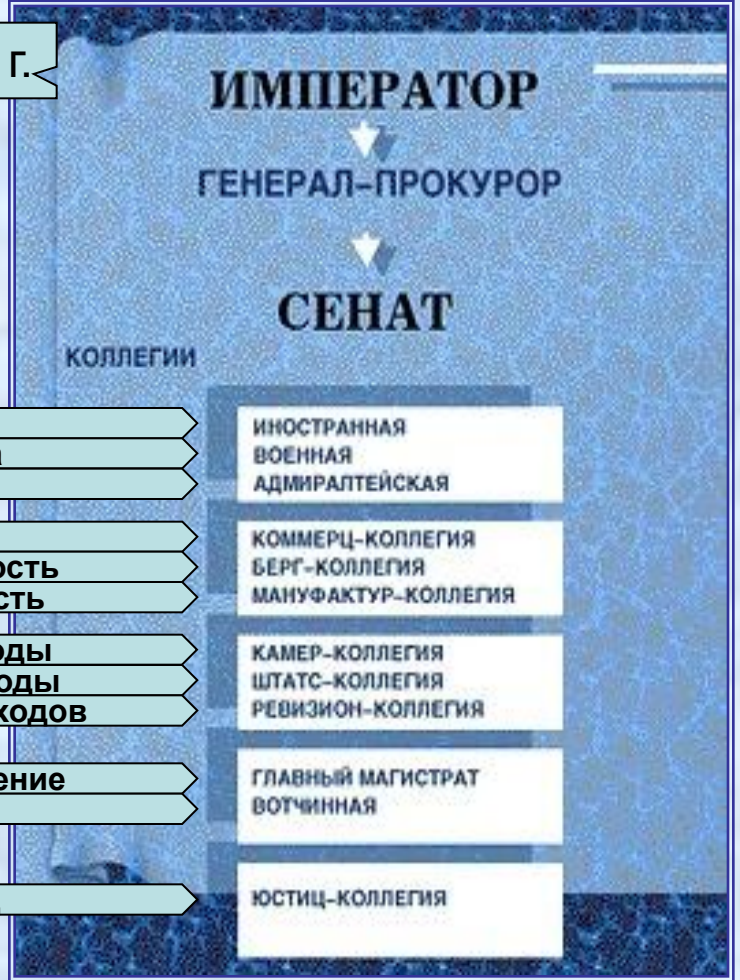 Г.
ИМПЕРАТОР
ГЕНЕРАЛ-ПРОКУРОР
СЕНАТ
КОЛЛЕГИИ
ИНОСТРАННАЯ
ВОЕННАЯ
АДМИРАЛТЕЙСКАЯ
КОММЕРЦ-КОЛЛЕГИЯ
ость БЕРГ-КОЛЛЕГИЯ
сть МАНУФАКТУР-КОЛЛЕГИЯ
оды КАМЕР-КОЛЛЕГИЯ
оды ШТАТС-КОЛЛЕГИЯ
ходов РЕВИЗИОН-КОЛЛЕГИЯ
ение ГЛАВНЫЙ МАГИСТРАТ
ВОТЧИННАЯ
ЮСТИЦ-КОЛЛЕГИЯ